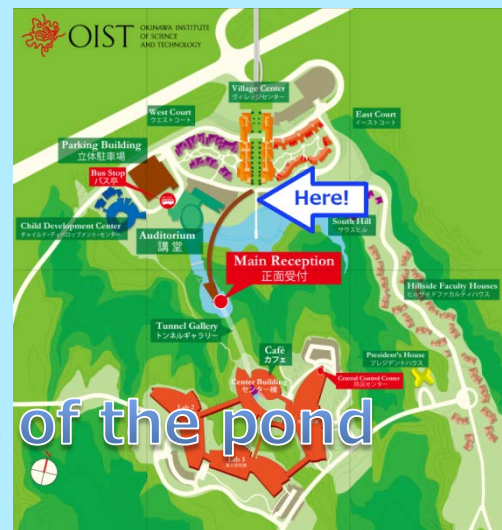 OIST
OKINAWA INSTITUTE
OF SCIENCE
AND TECHNOLOGY
Village Center
ヴィレッジセンター
West Court
ウエストコート
East Court
イーストコート
Parking Building
立体駐車場
Bus Stop
バス亭
Here!
Child Development Center
チャイルド・ディベロップメント・センター
Auditorium
講堂
South Hill
サウスヒル
Main Reception
正面受付
Hillside Faculty Houses
ヒルサイドファカルティハウス
Tunnel Gallery
トンネルギャラリー
Café
カフェ
President's House
プレジデントハウス
Center Building
センター棟
Central Control Center
防災センター
of the pond
Lab 3